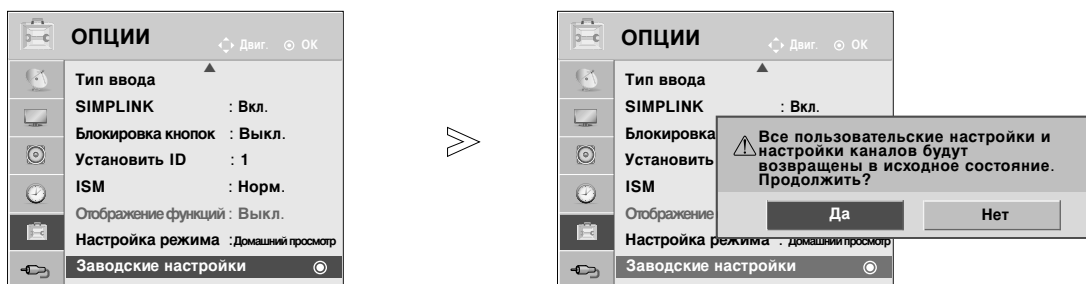 ОПЦИИ
Двиг. OK
Тип ввода
SIMPLINK : Вкл.
Блокировка кнопок : Выкл.
Установить ID : 1
ISM : Норм.
Отображение функций : Выкл.
Настройка режима : Домашний просмотр
Заводские настройки
ОПЦИИ
Двиг. OK
Тип ввода
SIMPLINK : Вкл.
Блокировка
Установить
ISM
Отображение
Настройка режима : Домашний просмотр
Заводские настройки
Все пользовательские настройки и
настройки каналов будут
возвращены в исходное состояние.
Продолжить?
Да Нет